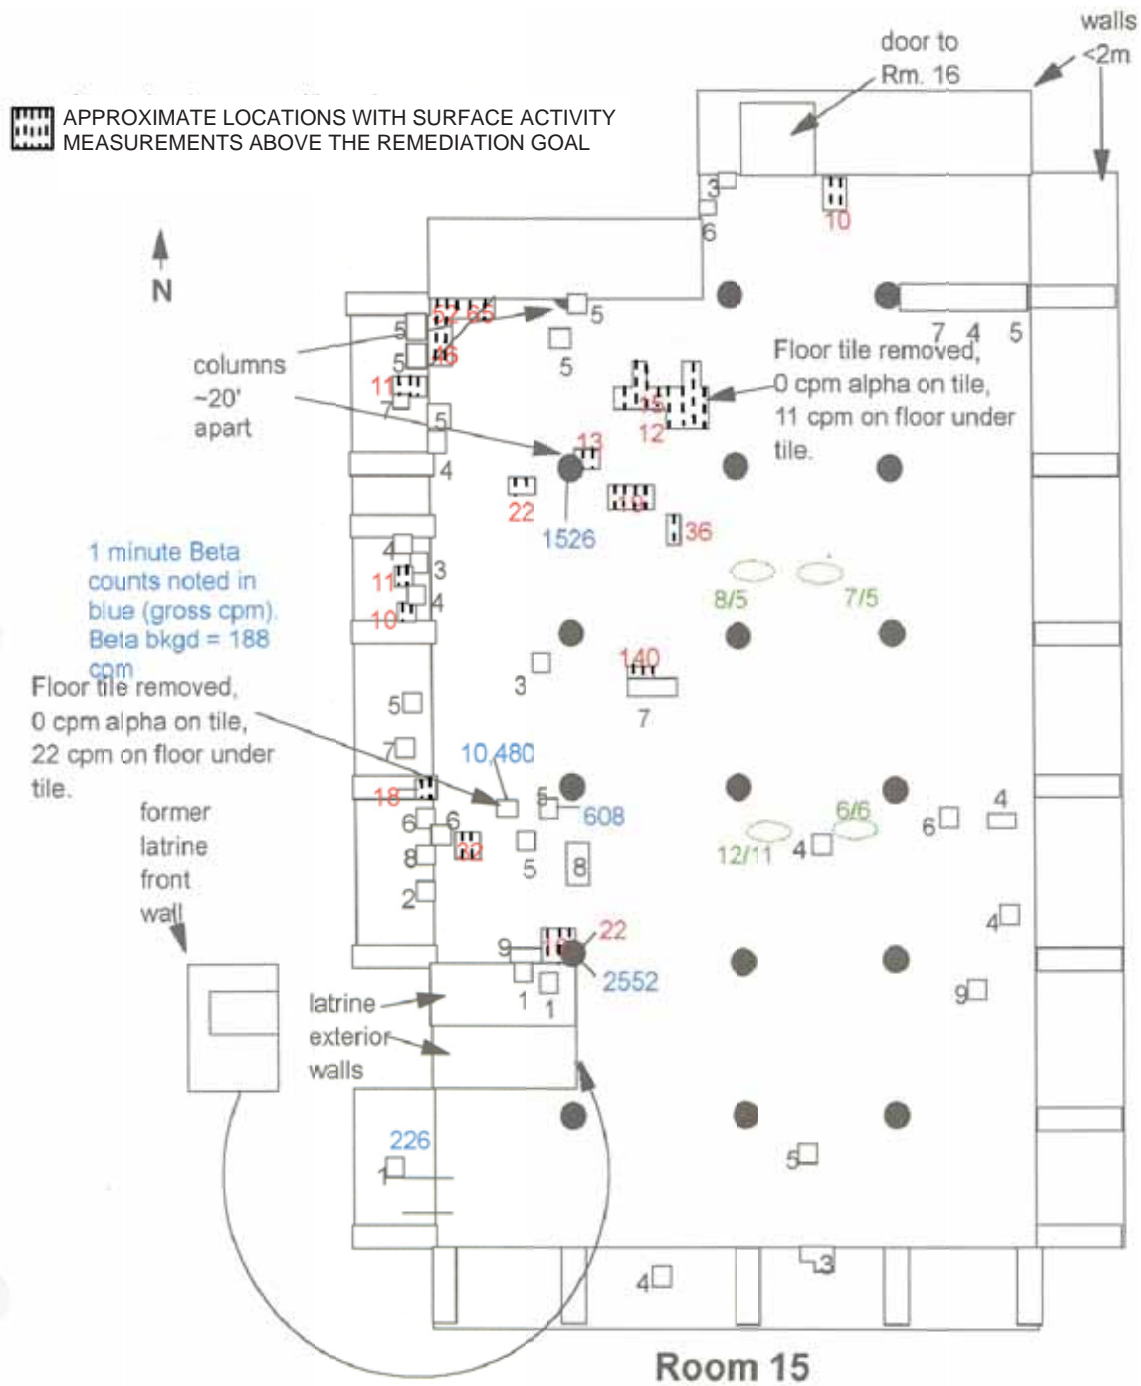 walls
<2m
door to
Rm. 16
APPROXIMATE LOCATIONS WITH SURFACE ACTIVITY
MEASUREMENTS ABOVE THE REMEDIATION GOAL
3
6
10
N
52 65
5
5
5
46
5
7 4 5
columns
~20'
apart
Floor tile removed,
0 cpm alpha on tile,
11 cpm on floor under
tile.
11
7
5
4
15
12
13
22
19
36
1526
1 minute Beta
counts noted in
blue (gross cpm).
Beta bkgd = 188
cpm
4
3
11
4
10
8/5
7/5
140
3
7
Floor tile removed,
0 cpm alpha on tile,
22 cpm on floor under
tile.
5
7
10,480
18
5
608
6
6
32
8
5
8
2
6/6
12/11
4
6
4
4
former
latrine
front
wall
9
22
2552
1
1
9
latrine
exterior
walls
226
1
5
4
3
Room 15